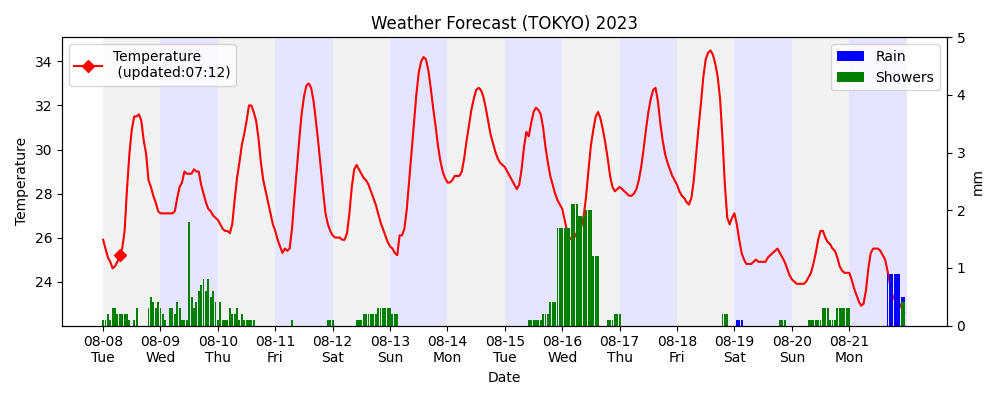 Weather Forecast (TOKYO) 2023
Temperature
(updated:07:12)
Rain
Showers
34
32
30
28
26
24
Temperature
5
4
3
2
1
0
mm
08-08 08-09 08-10 08-11 08-12 08-13 08-14 08-15 08-16 08-17 08-18 08-19 08-20 08-21
Tue Wed Thu Fri Sat Sun Mon Tue Wed Thu Fri Sat Sun Mon
Date